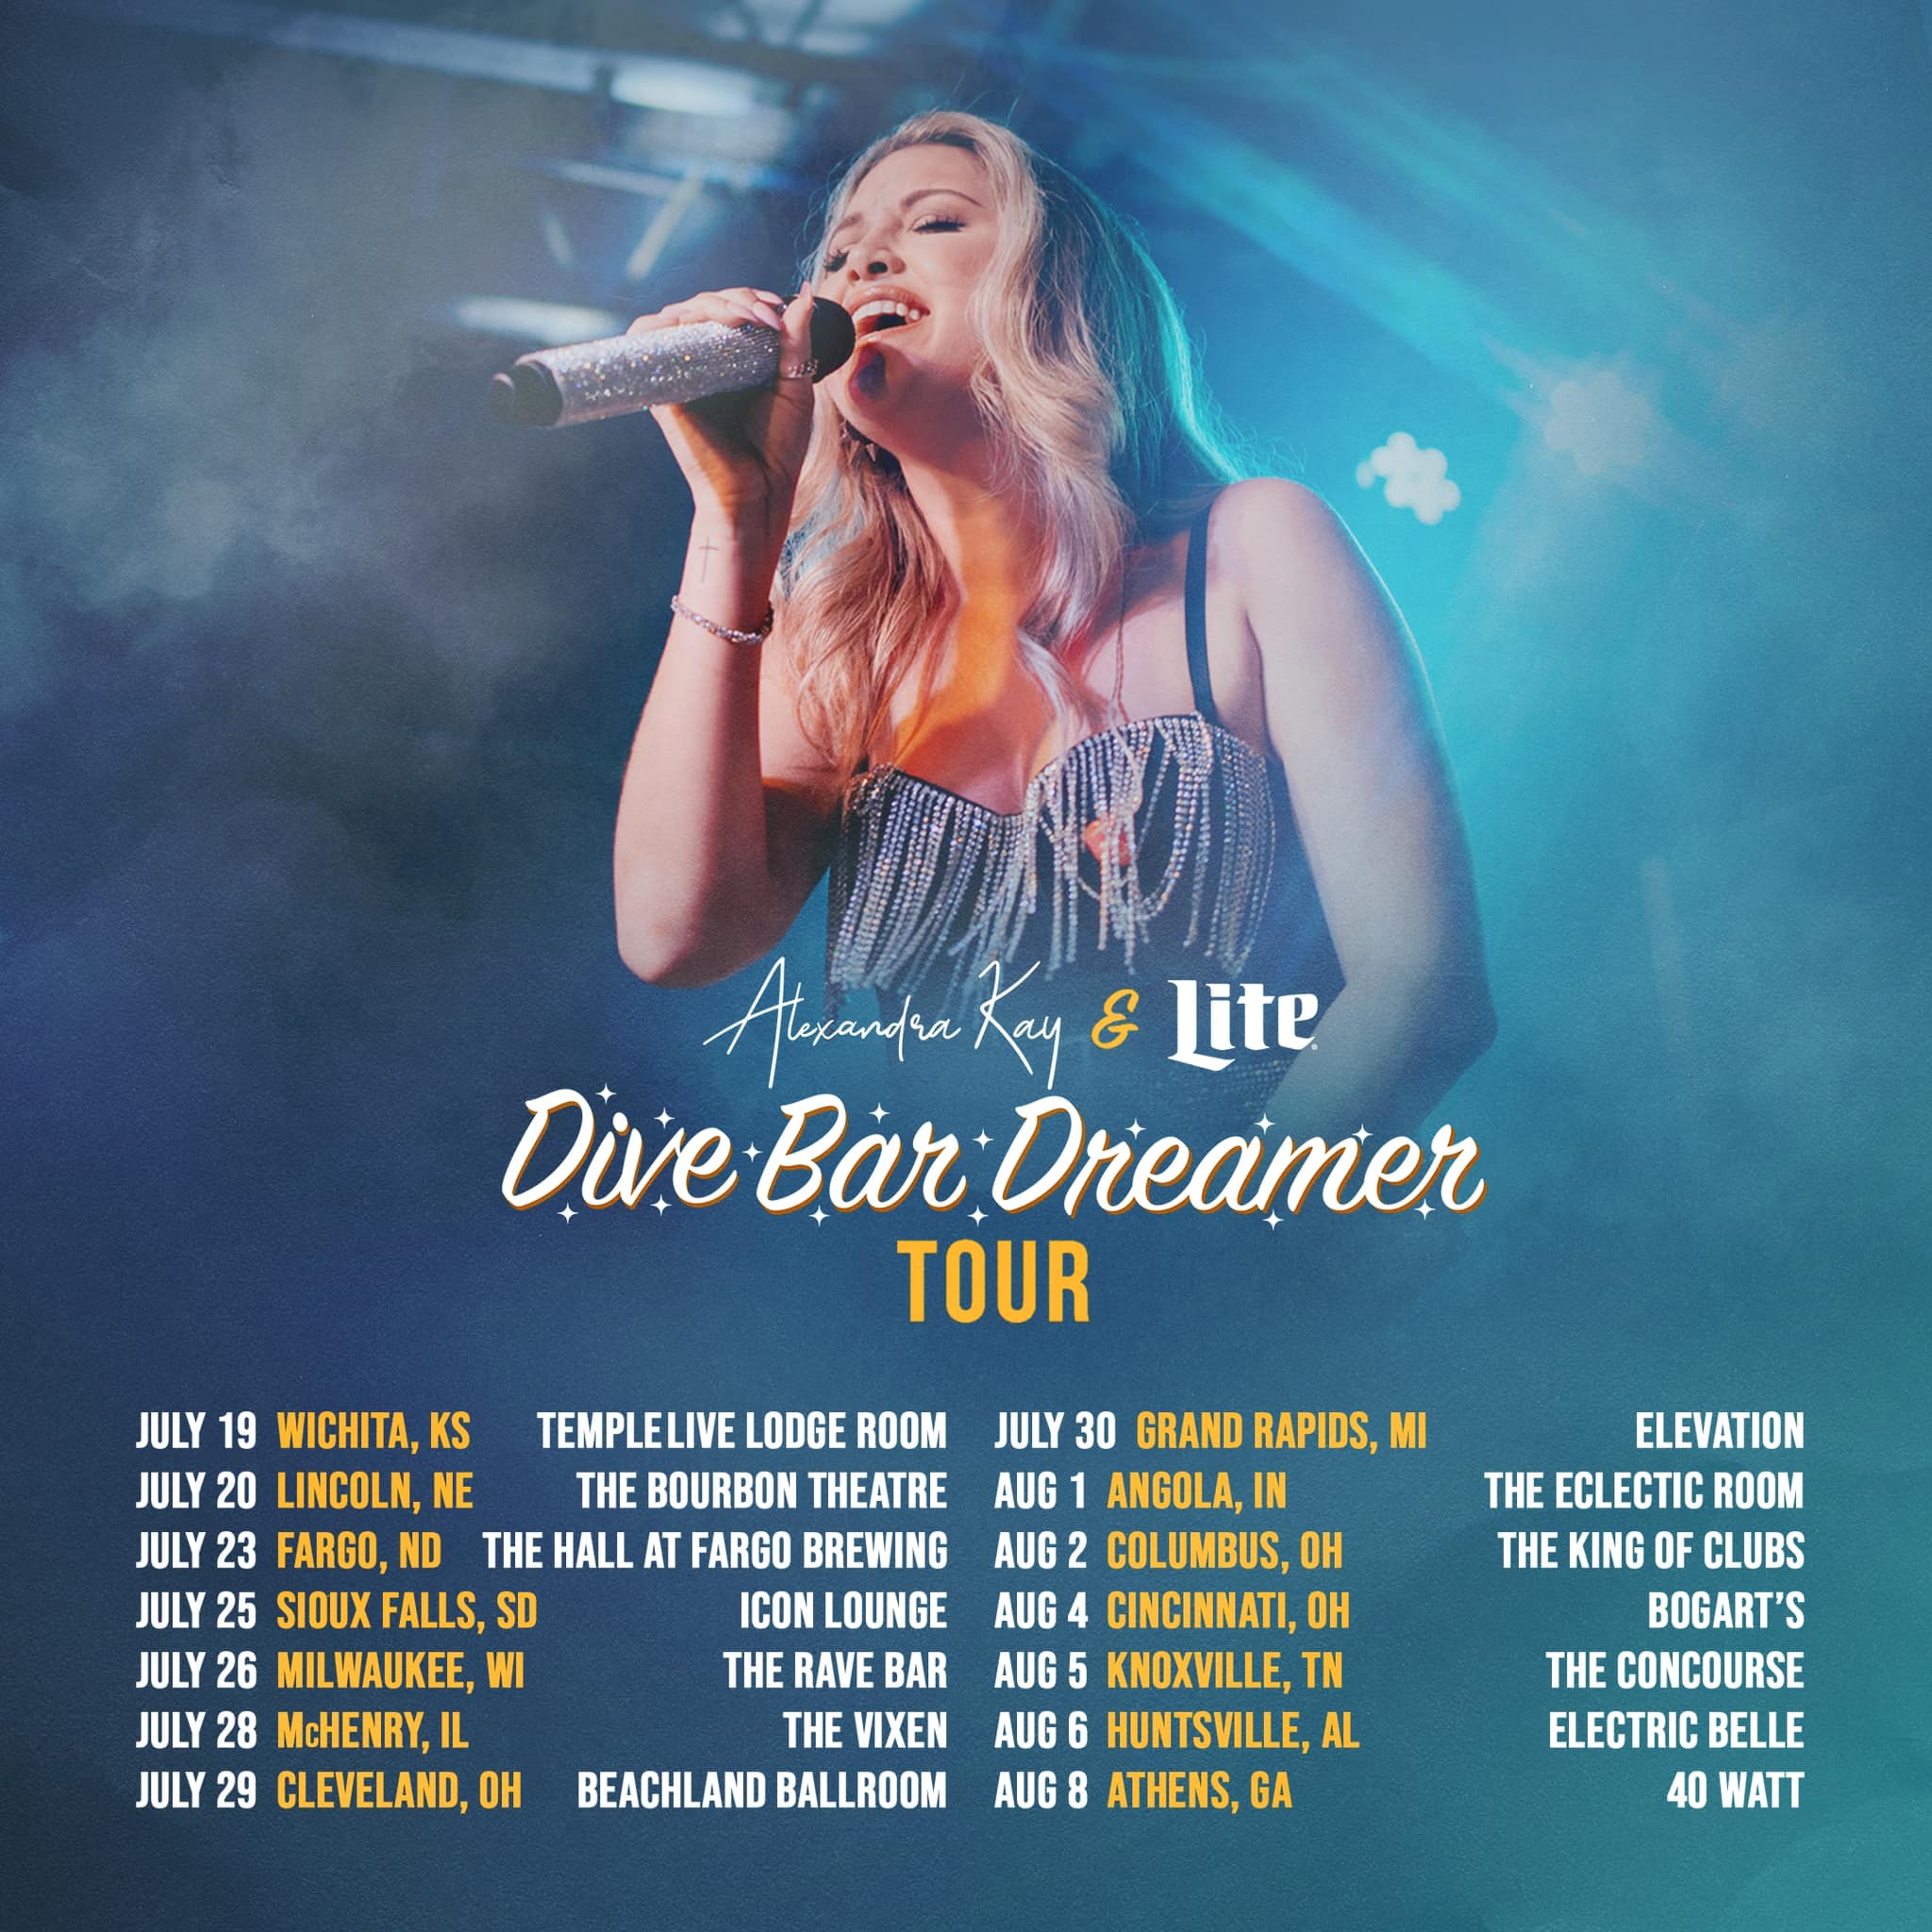 Alexandra Kay & Lite
Dive Bar Dreamer
TOUR
JULY 19 WICHITA, KS TEMPLELIVE LODGE ROOM
JULY 20 LINCOLN, NE THE BOURBON THEATRE
JULY 23 FARGO, ND THE HALL AT FARGO BREWING
JULY 25 SIOUX FALLS, SD ICON LOUNGE
JULY 26 MILWAUKEE, WI THE RAVE BAR
JULY 28 McHENRY, IL THE VIXEN
JULY 29 CLEVELAND, OH BEACHLAND BALLROOM
JULY 30 GRAND RAPIDS, MI ELEVATION
AUG 1 ANGOLA, IN THE ECLECTIC ROOM
AUG 2 COLUMBUS, OH THE KING OF CLUBS
AUG 4 CINCINNATI, OH BOGART'S
AUG 5 KNOXVILLE, TN THE CONCOURSE
AUG 6 HUNTSVILLE, AL ELECTRIC BELLE
AUG 8 ATHENS, GA 40 WATT